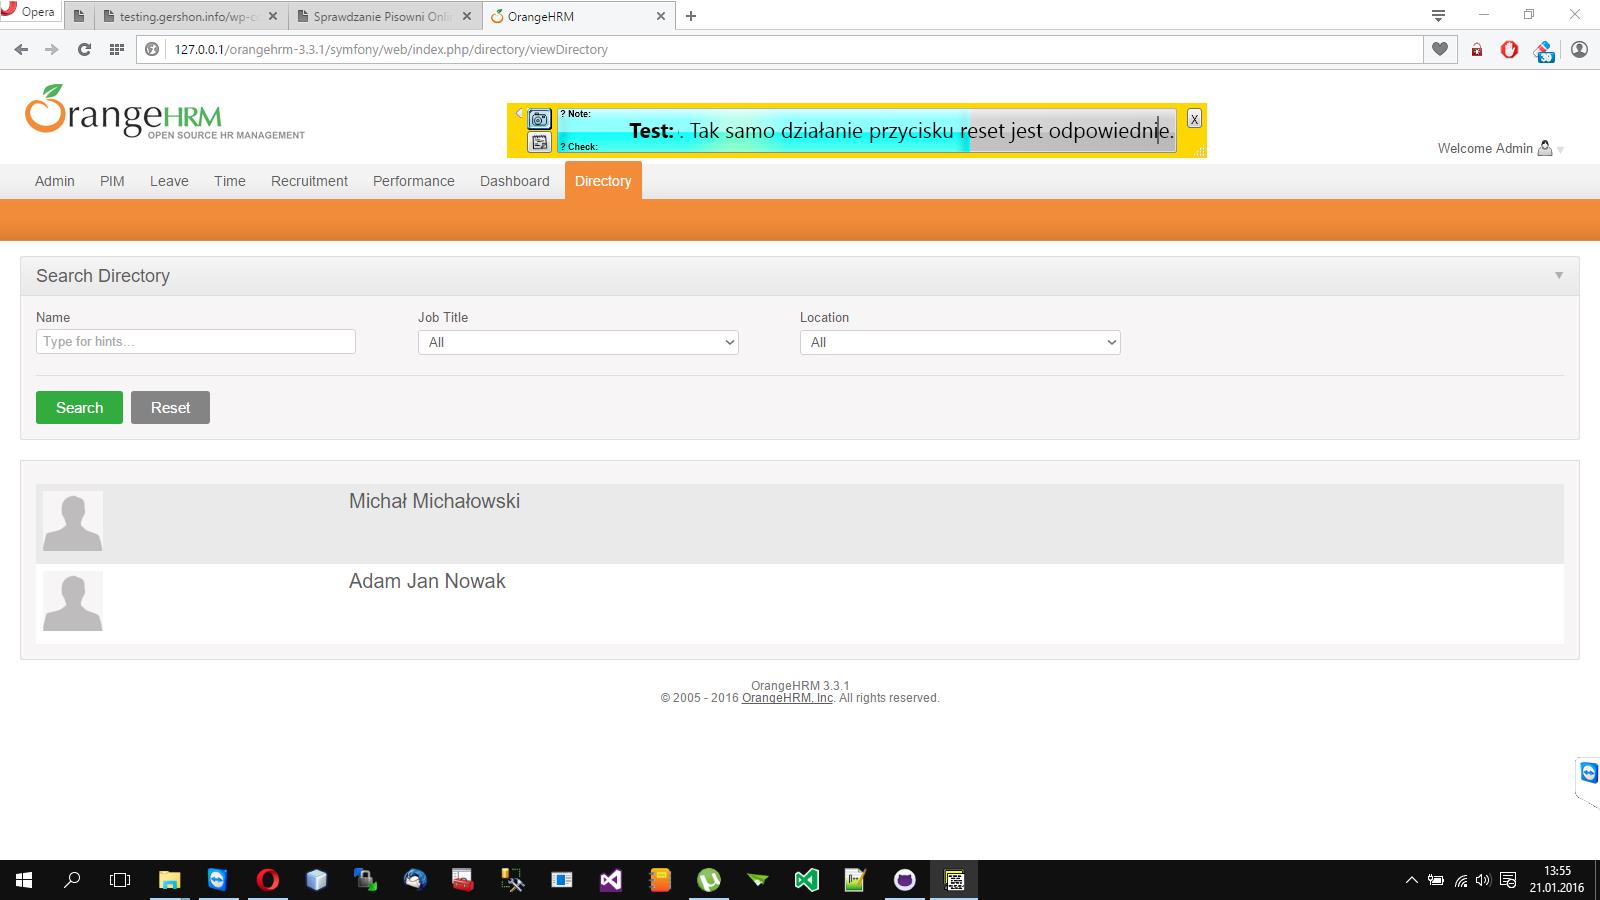 Opera
testing.gershon.info/wp-co
Sprawdzanie Pisowni Onli
OrangeHRM
127.0.0.1/orangehrm-3.3.1/symfony/web/index.php/directory/viewDirectory
39
OrangeHRM
OPEN SOURCE HR MANAGEMENT
? Note:
Test: . Tak samo działanie przycisku reset jest odpowiednie.
? Check:
X
Welcome Admin
Admin PIM Leave Time Recruitment Performance Dashboard Directory
Search Directory
Name Job Title Location
Type for hints... All All
Search Reset
Michał Michałowski
Adam Jan Nowak
OrangeHRM 3.3.1
© 2005 - 2016 OrangeHRM, Inc. All rights reserved.
13:55
21.01.2016